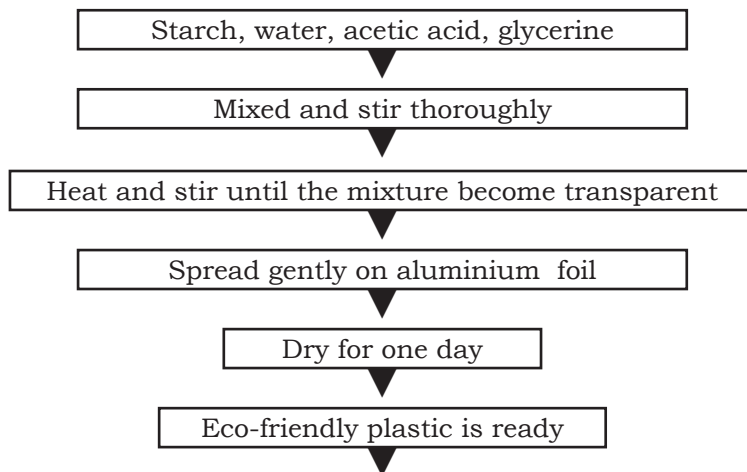 Starch, water, acetic acid, glycerine
Mixed and stir thoroughly
Heat and stir until the mixture become transparent
Spread gently on aluminium foil
Dry for one day
Eco-friendly plastic is ready